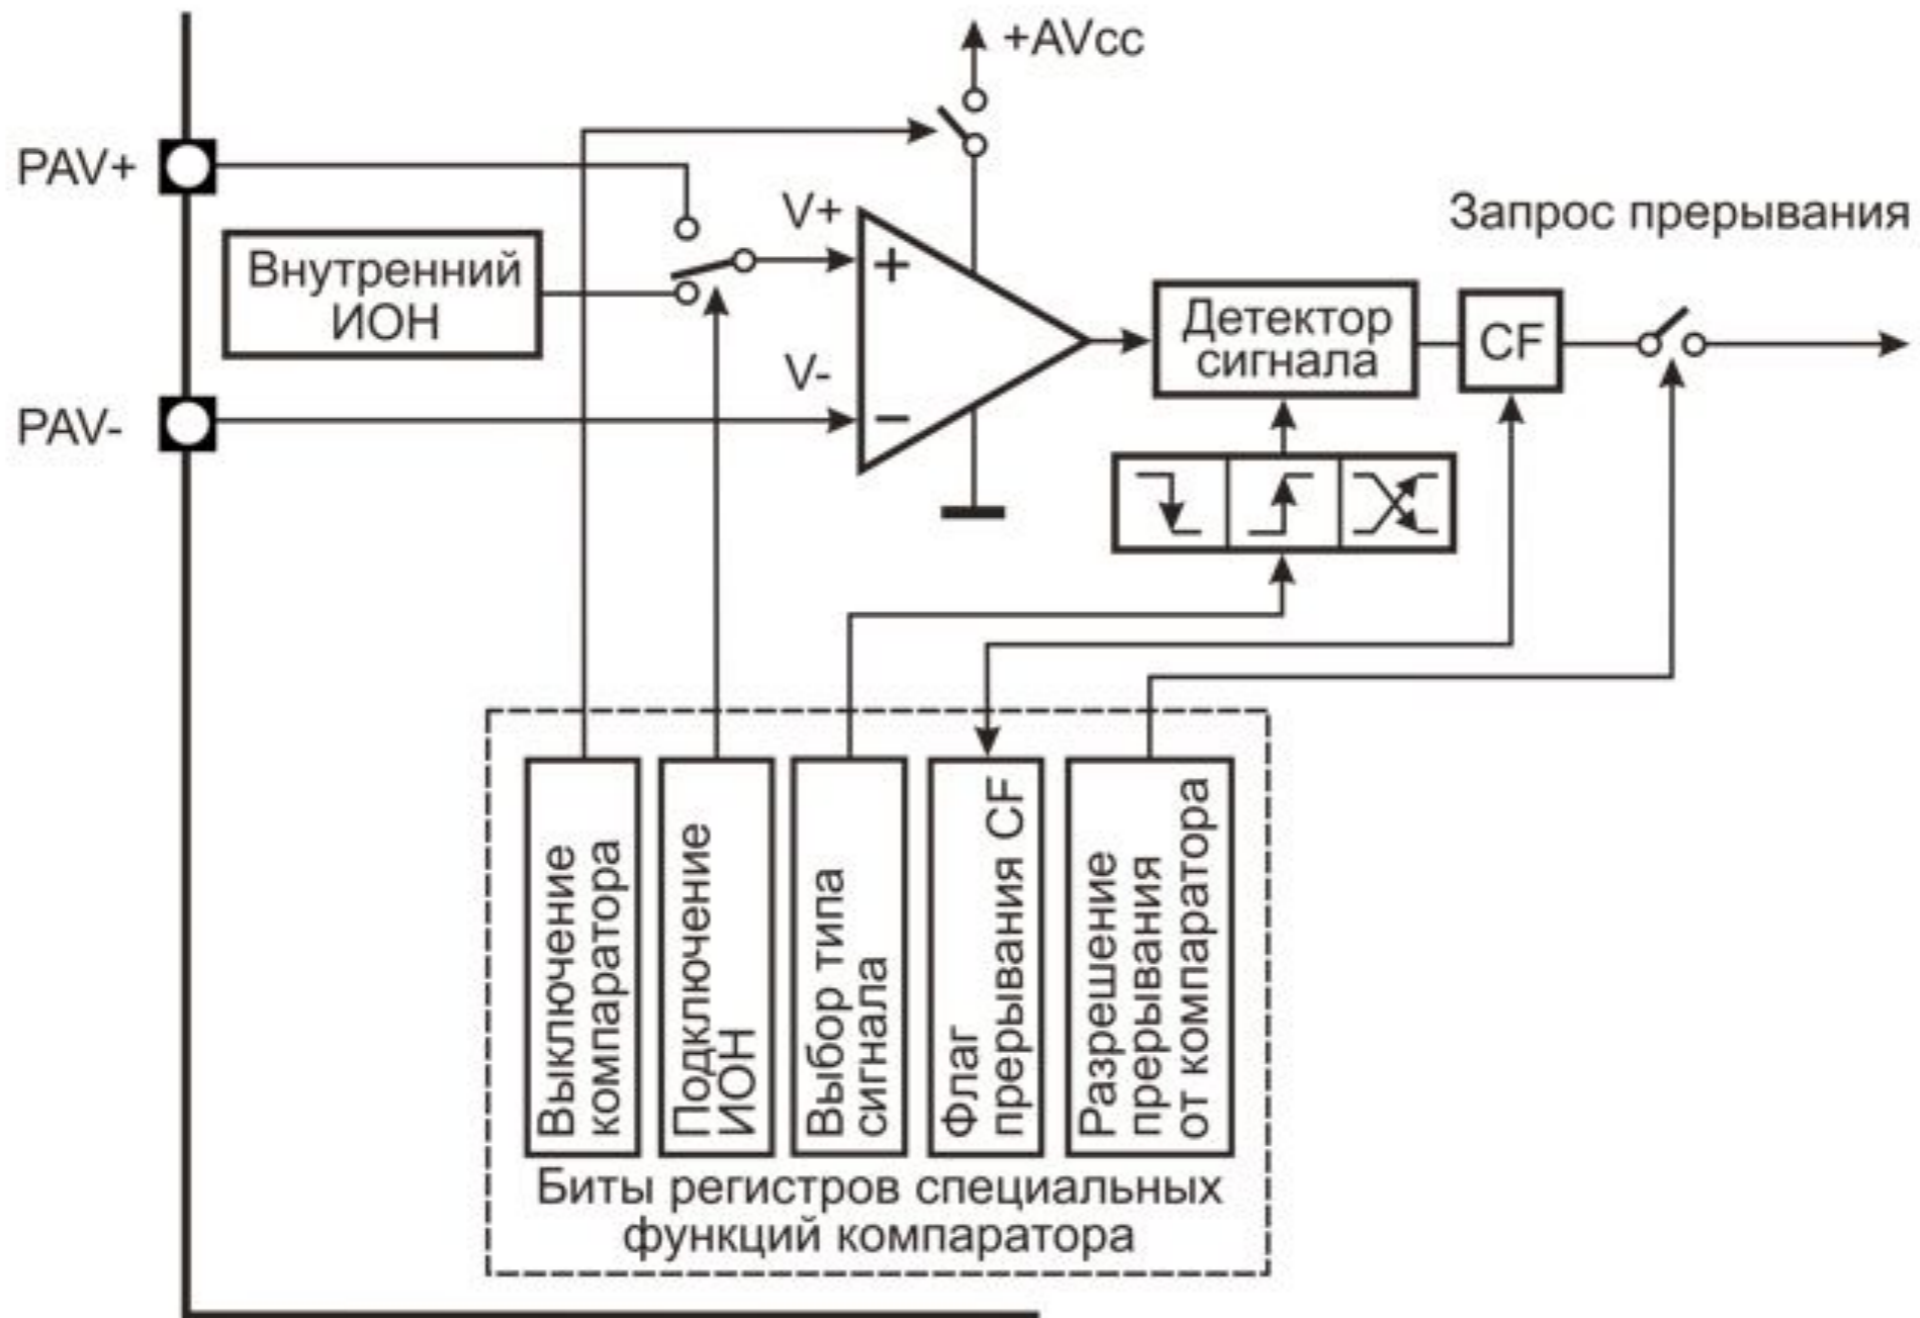 +AVcc
PAV+
V+
Запрос прерывания
Внутренний
ИОН
+
Детектор
сигнала
CF
V-
PAV-
−
Выключение
компаратора
Подключение
ИОН
Выбор типа
сигнала
Флаг
прерывания CF
Разрешение
прерывания
от компаратора
Биты регистров специальных
функций компаратора